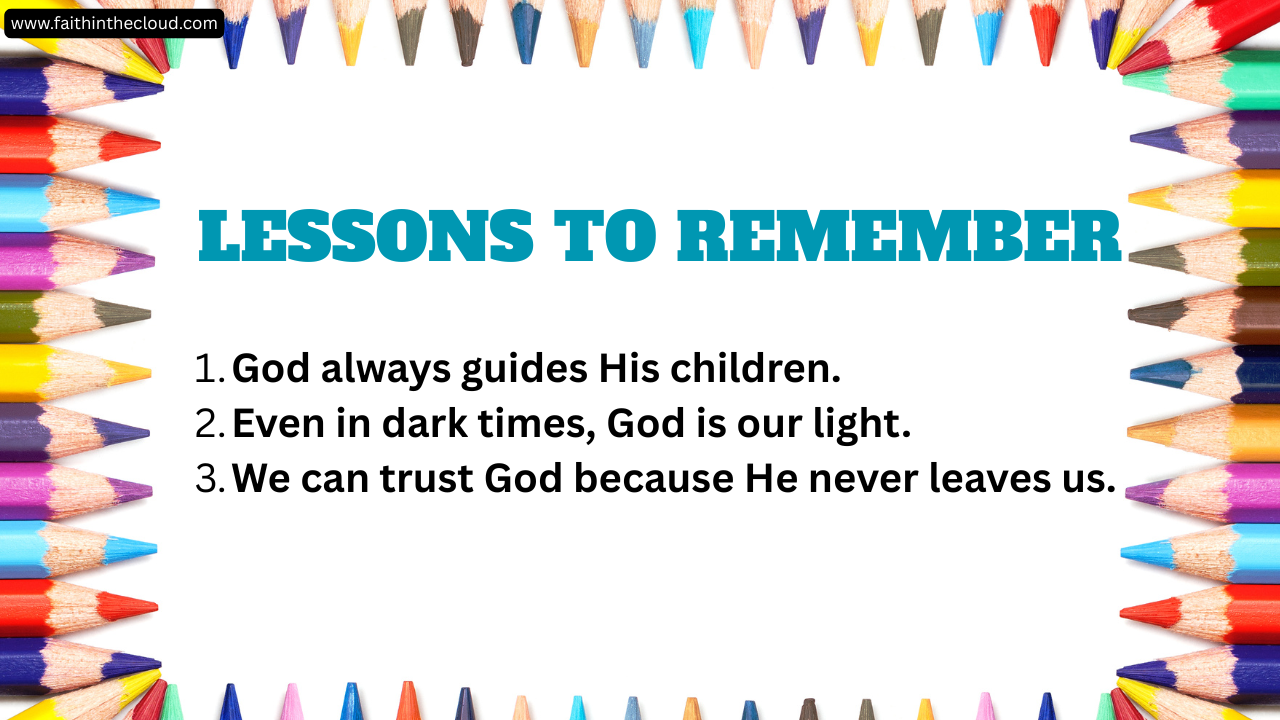 www.faithinthecloud.com
LESSONS TO REMEMBER
1. God always guides His children.
2. Even in dark times, God is our light.
3. We can trust God because He never leaves us.